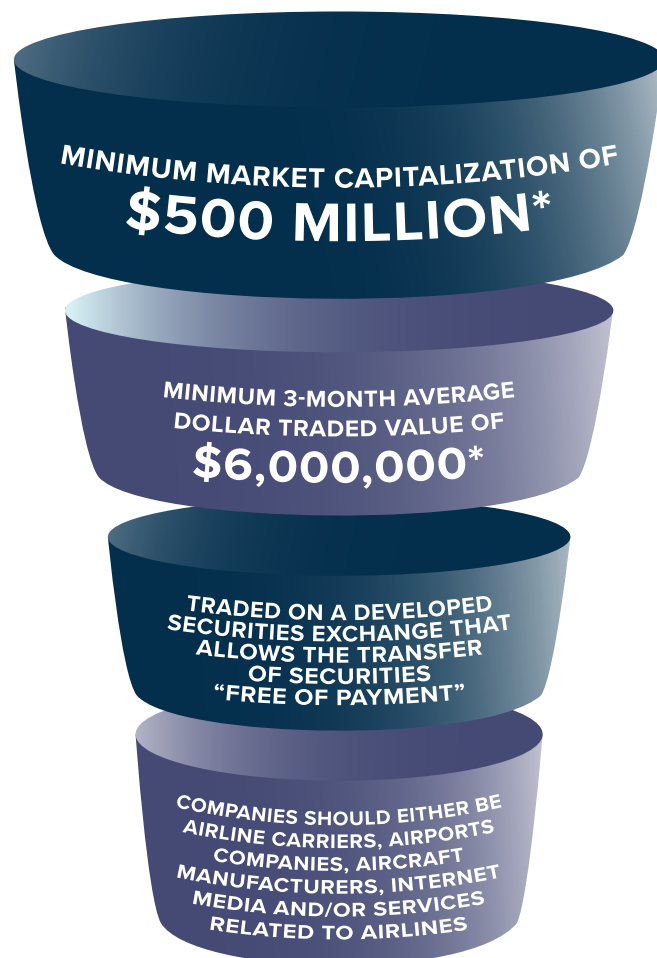 MINIMUM MARKET CAPITALIZATION OF
$500 MILLION*
MINIMUM 3-MONTH AVERAGE
DOLLAR TRADED VALUE OF
$6,000,000*
TRADED ON A DEVELOPED
SECURITIES EXCHANGE THAT
ALLOWS THE TRANSFER
OF SECURITIES
“FREE OF PAYMENT”
COMPANIES SHOULD EITHER BE
AIRLINE CARRIERS, AIRPORTS
COMPANIES, AIRCRAFT
MANUFACTURERS, INTERNET
MEDIA AND/OR SERVICES
RELATED TO AIRLINES